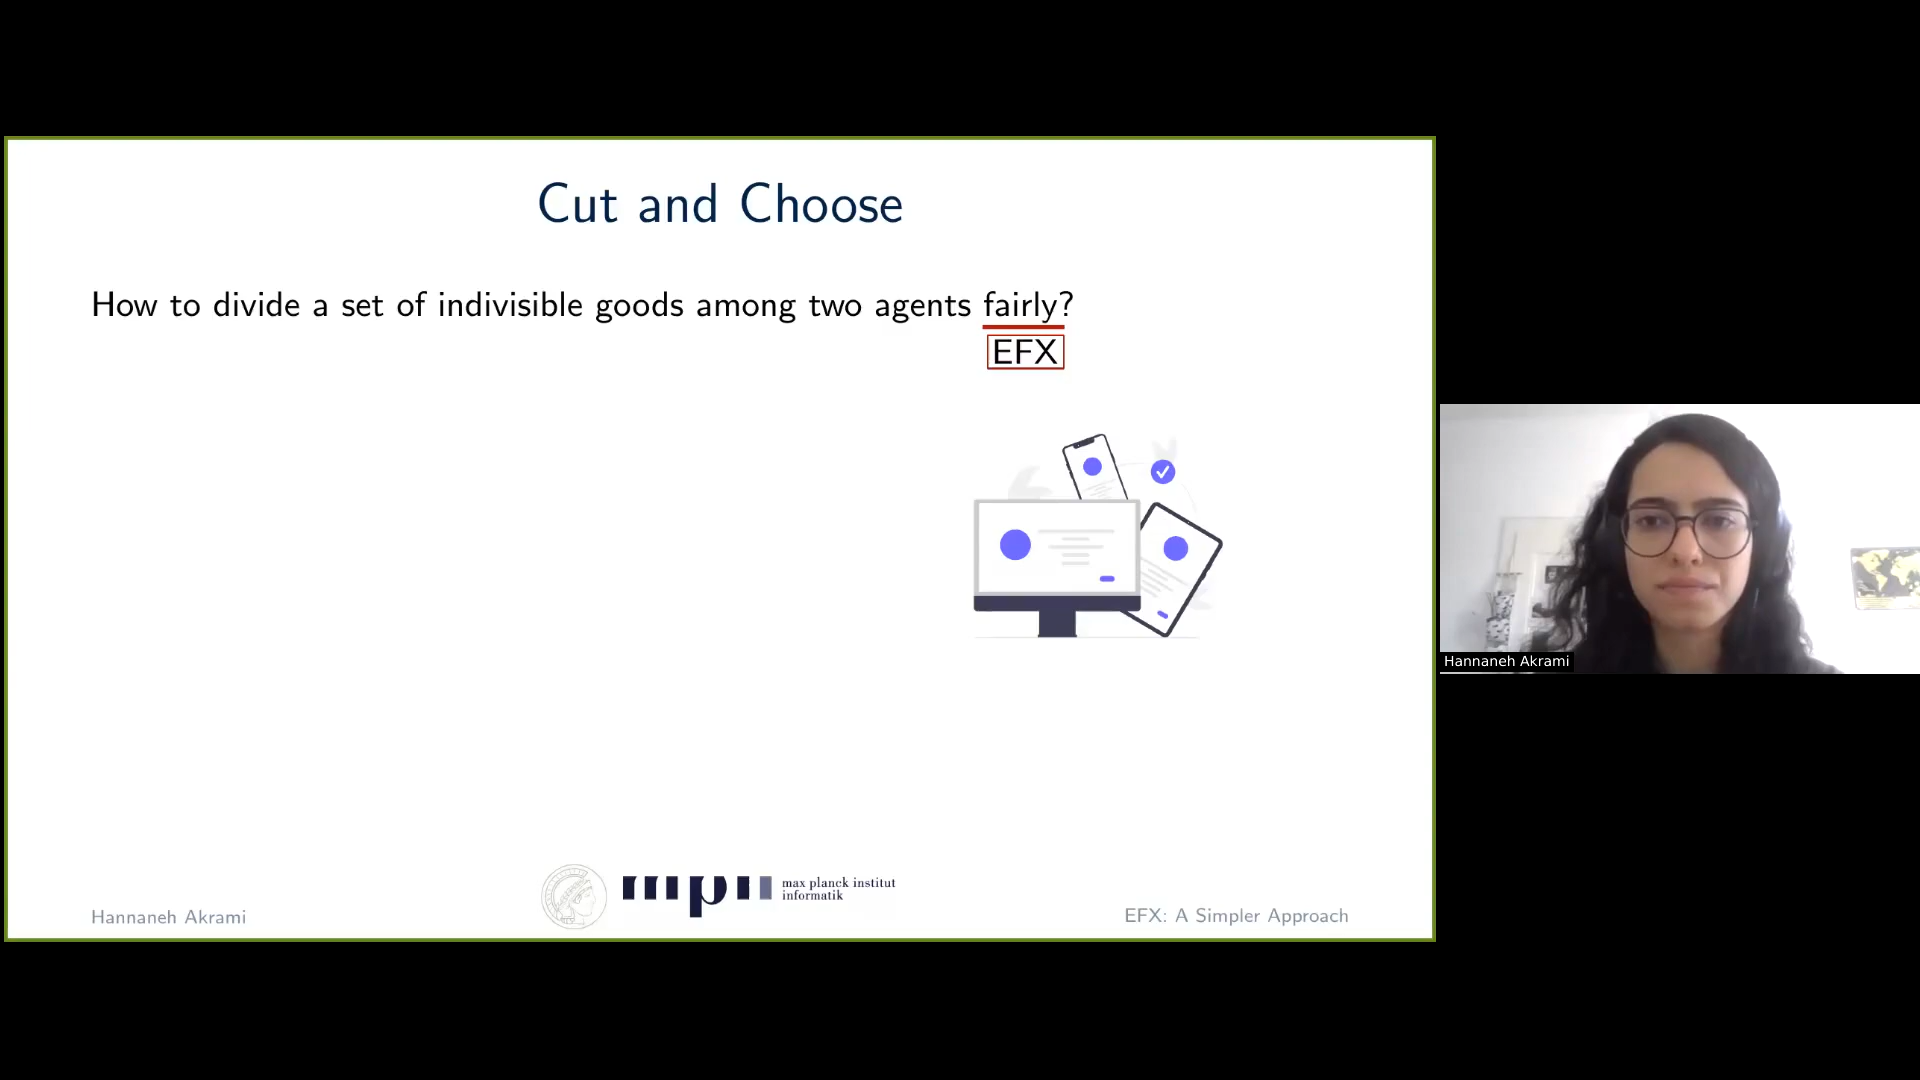 Cut and Choose
How to divide a set of indivisible goods among two agents fairly?
EFX
Hannaneh Akrami
max planck institut
informatik
Hannaneh Akrami
EFX: A Simpler Approach